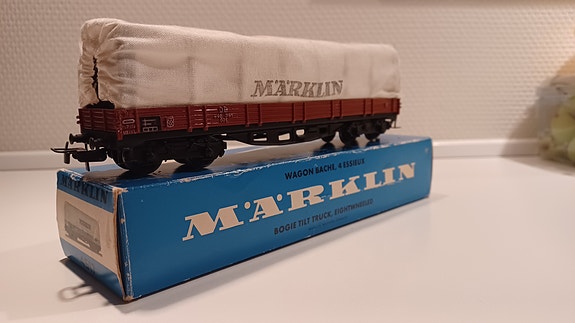 MÄRKLIN
WAGON BÂCHÉ, 4 ESSIEUX
MÄRKLIN
BOGIE TILT TRUCK, EIGHTWHEELED